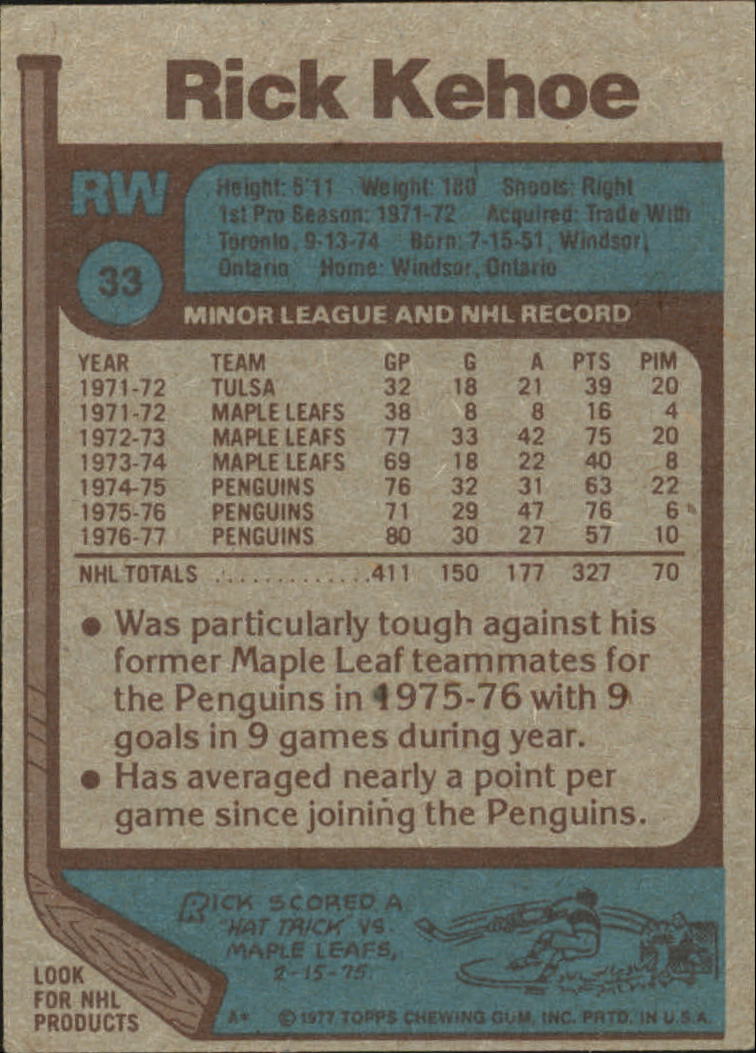 Rick Kehoe
RW
33
Height: 5'11 Weight: 180 Shoots: Right
1st Pro Season: 1971-72 Acquired: Trade With
Toronto, 9-13-74 Born: 7-15-51, Windsor,
Ontario Home: Windsor, Ontario
MINOR LEAGUE AND NHL RECORD
YEAR TEAM GP G A PTS PIM
1971-72 TULSA 32 18 21 39 20
1971-72 MAPLE LEAFS 38 8 8 16 4
1972-73 MAPLE LEAFS 77 33 42 75 20
1973-74 MAPLE LEAFS 69 18 22 40 8
1974-75 PENGUINS 76 32 31 63 22
1975-76 PENGUINS 71 29 47 76 6
1976-77 PENGUINS 80 30 27 57 10
NHL TOTALS ..............411 150 177 327 70
• Was particularly tough against his
former Maple Leaf teammates for
the Penguins in 1975-76 with 9
goals in 9 games during year.
• Has averaged nearly a point per
game since joining the Penguins.
RICK SCORED A
"HAT TRICK" VS.
MAPLE LEAFS,
2-15-75.
LOOK
FOR NHL
PRODUCTS
A* © 1977 TOPPS CHEWING GUM, INC. PRTD. IN U.S.A.